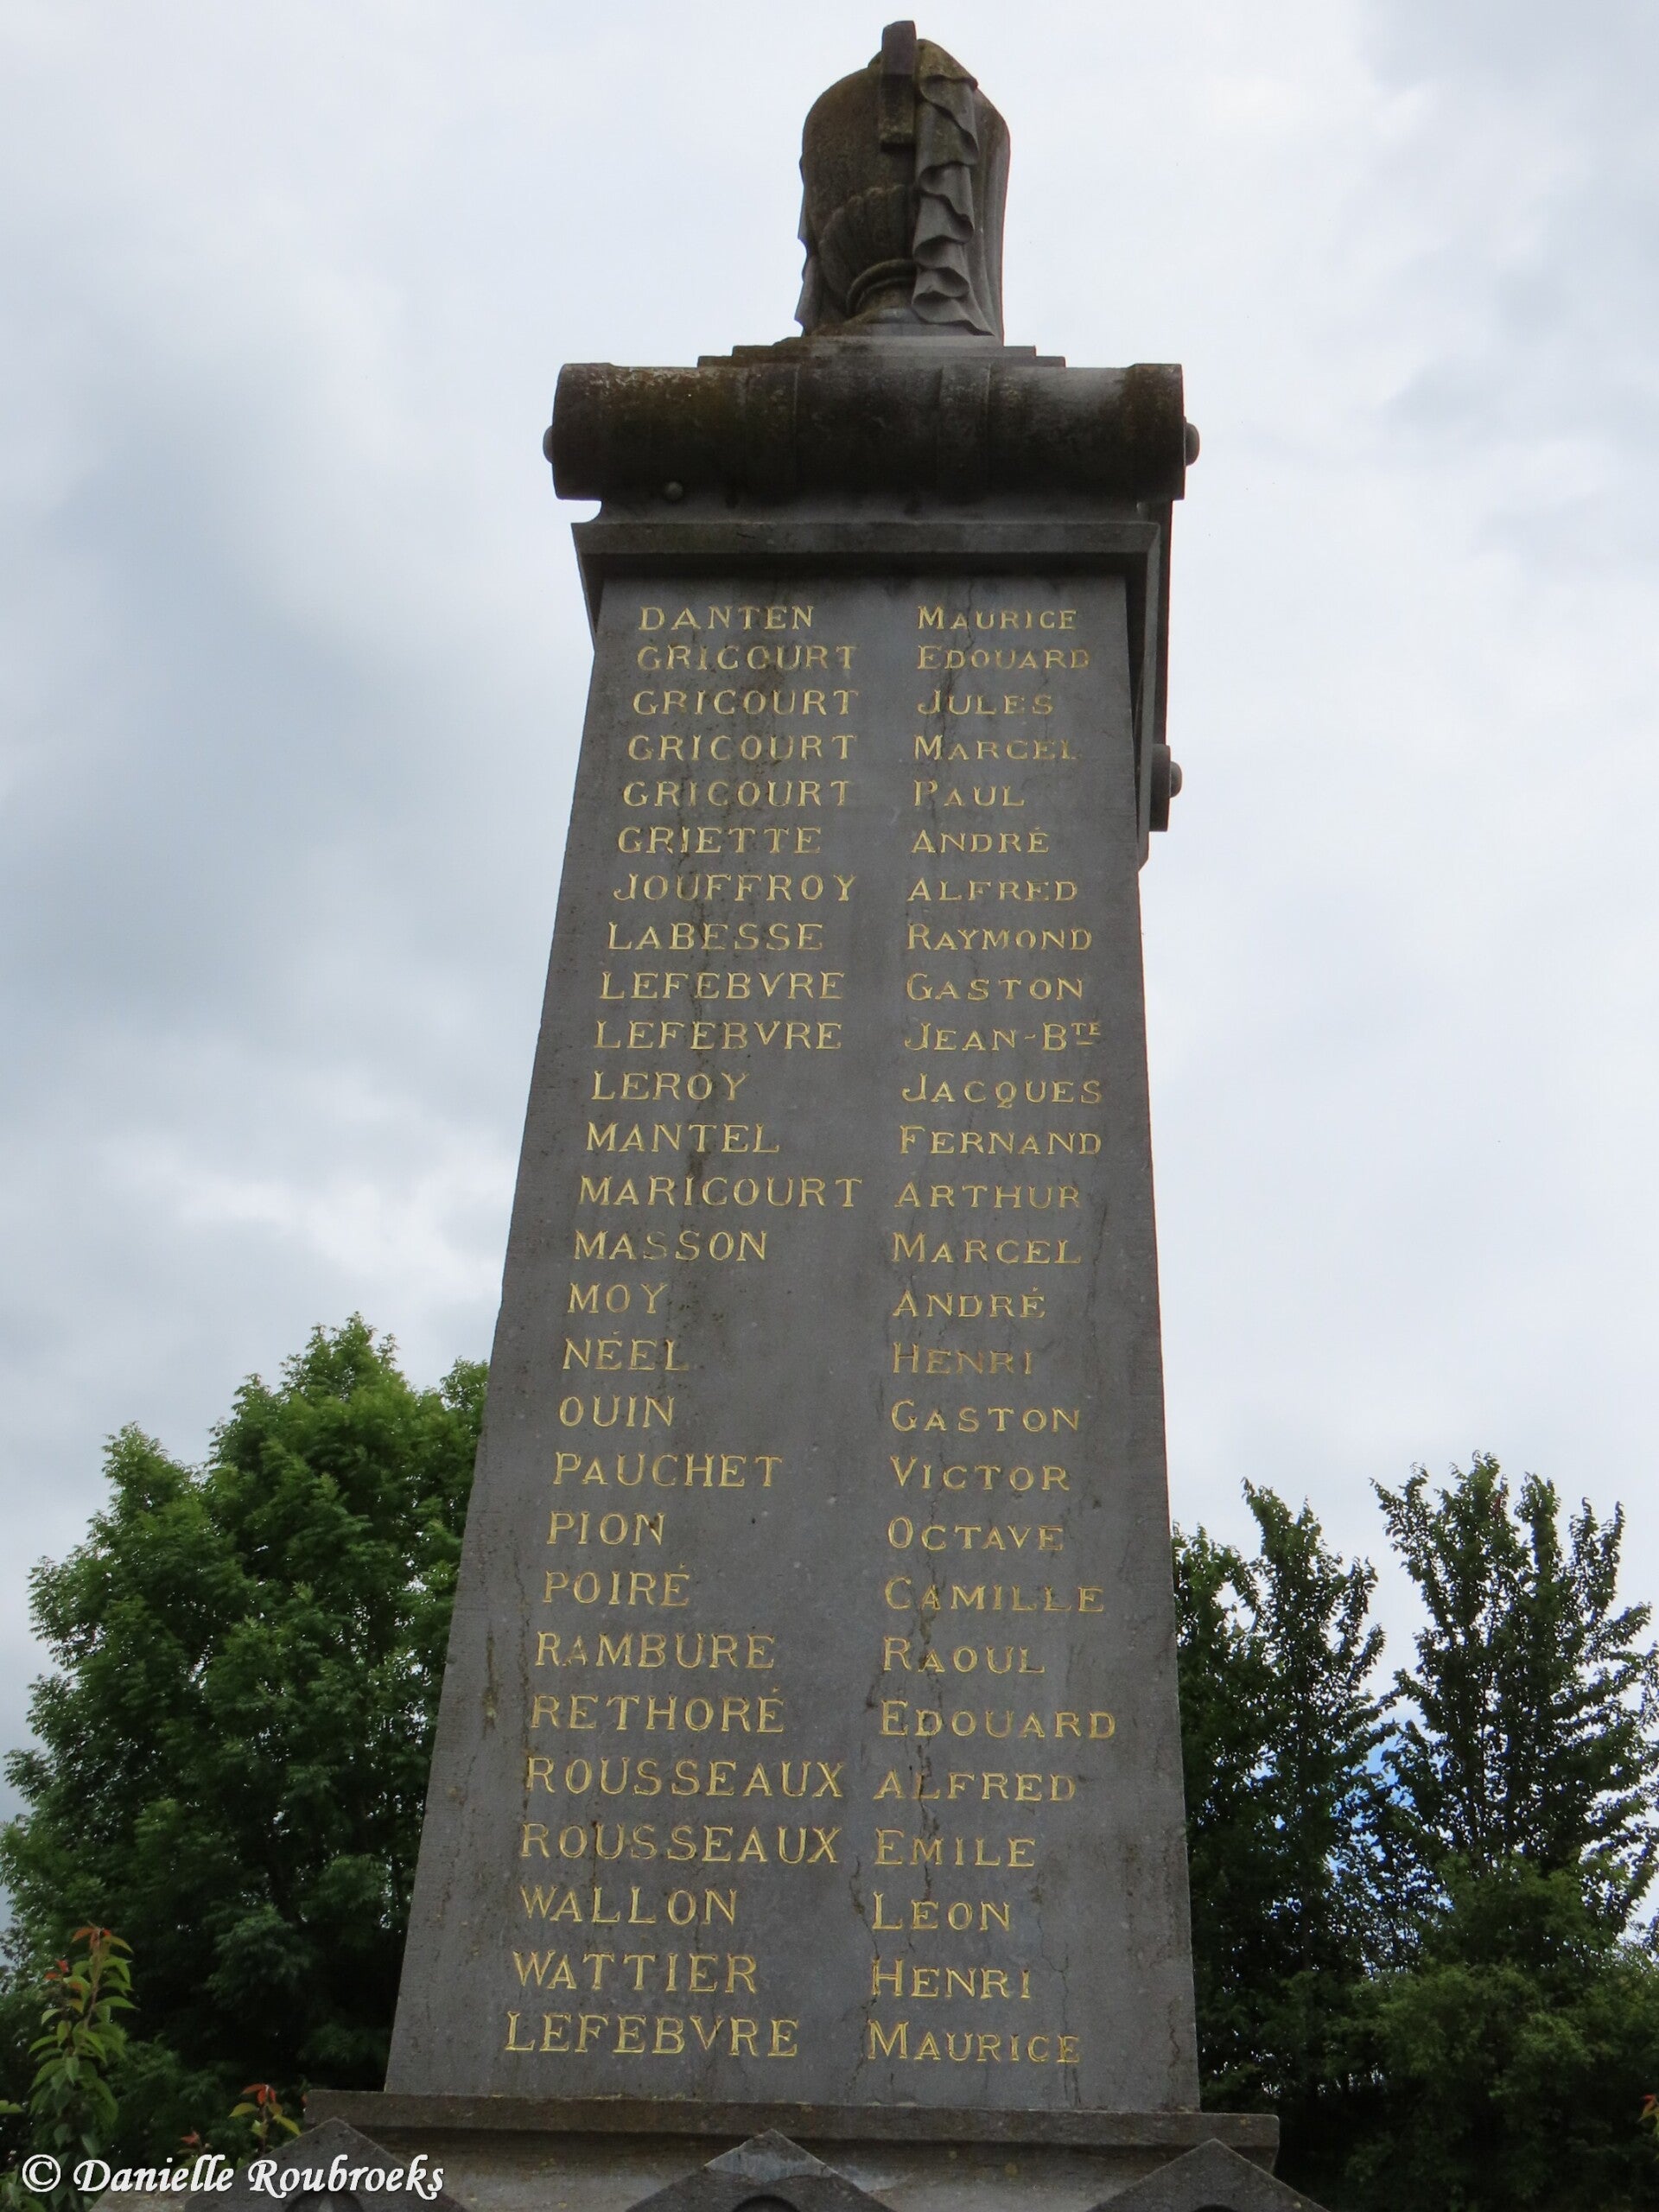 DANTEN MAURICE
GRICOURT EDOUARD
GRICOURT JULES
GRICOURT MARCEL
GRICOURT PAUL
GRIETTE ANDRÉ
JOUFFROY ALFRED
LABESSE RAYMOND
LEFEBVRE GASTON
LEFEBVRE JEAN-BTE
LEROY JACQUES
MANTEL FERNAND
MARICOURT ARTHUR
MASSON MARCEL
MOY ANDRÉ
NÉEL HENRI
OUIN GASTON
PAUCHET VICTOR
PION OCTAVE
POIRÉ CAMILLE
RAMBURE RAOUL
RETHORÉ EDOUARD
ROUSSEAUX ALFRED
ROUSSEAUX EMILE
WALLON LEON
WATTIER HENRI
LEFEBVRE MAURICE
© Danielle Roubroeks